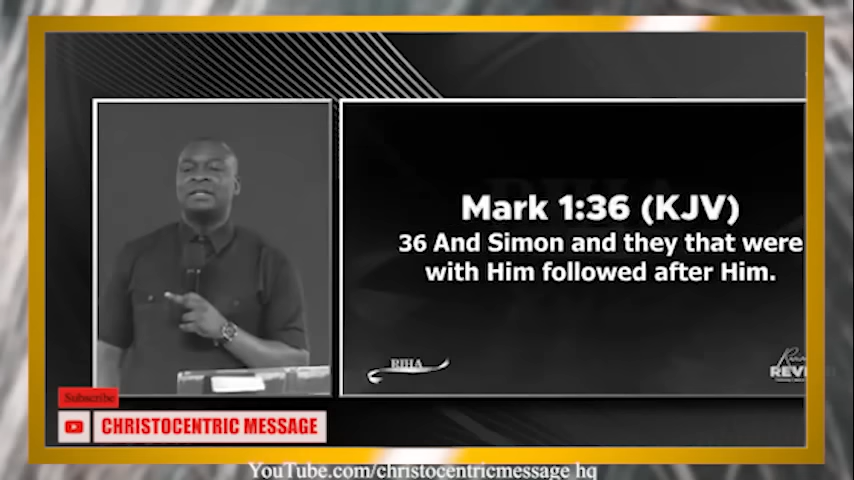 Mark 1:36 (KJV)
36 And Simon and they that were
with Him followed after Him.
Subscribe
CHRISTOCENTRIC MESSAGE
YouTube.com/christocentricmessage hq